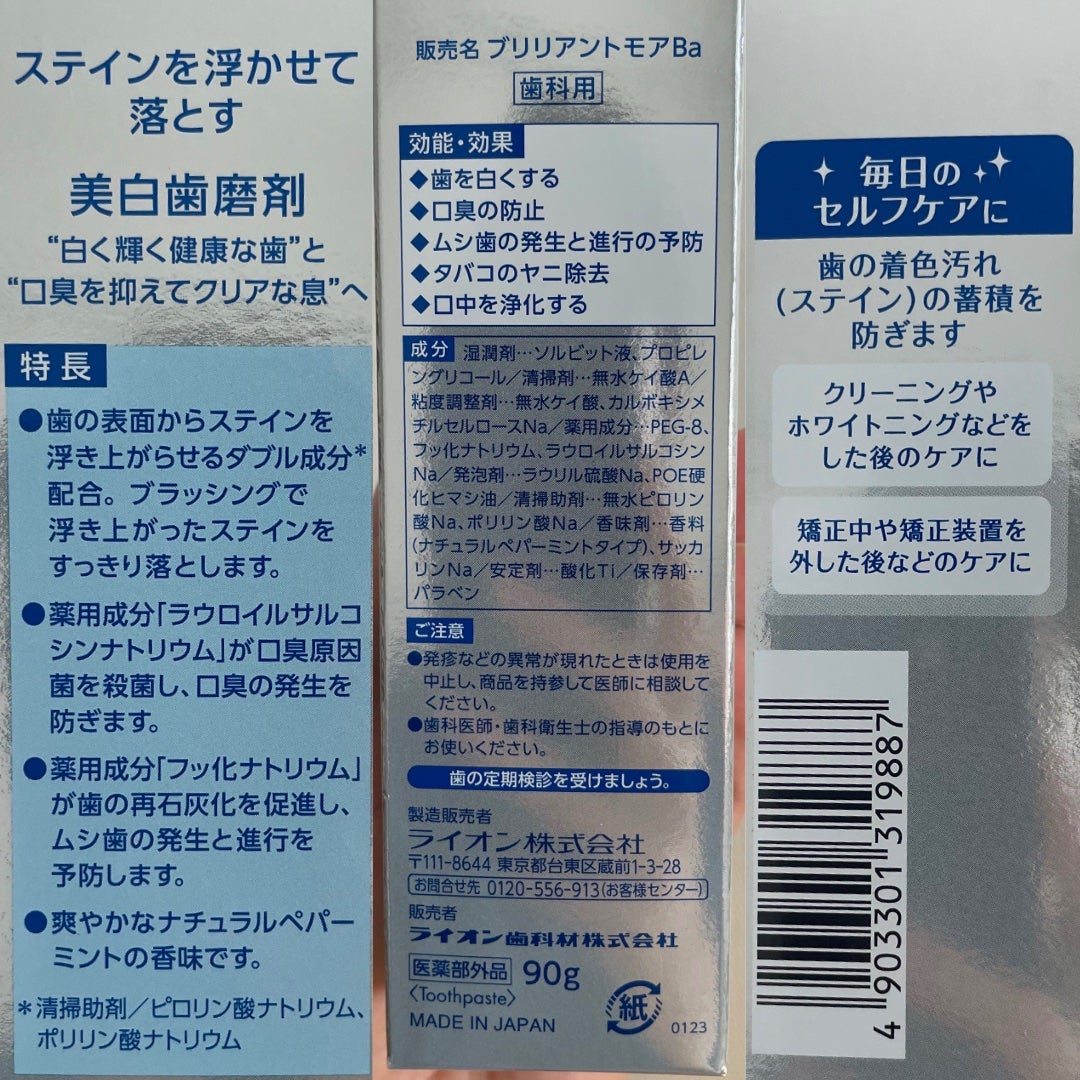 ステインを浮かせて
落とす
美白歯磨剤
“白く輝く健康な歯”と
“口臭を抑えてクリアな息”へ
特長
●歯の表面からステインを
浮き上がらせるダブル成分*
配合。ブラッシングで
浮き上がったステインを
すっきり落とします。
●薬用成分「ラウロイルサルコ
シンナトリウム」が口臭原因
菌を殺菌し、口臭の発生を
防ぎます。
●薬用成分「フッ化ナトリウム」
が歯の再石灰化を促進し、
ムシ歯の発生と進行を
予防します。
●爽やかなナチュラルペパー
ミントの香味です。
*清掃助剤/ピロリン酸ナトリウム、
ポリリン酸ナトリウム
販売名 ブリリアントモアBa
歯科用
効能・効果
◆歯を白くする
◆口臭の防止
◆ムシ歯の発生と進行の予防
◆タバコのヤニ除去
◆口中を浄化する
成分 湿潤剤…ソルビット液、プロピレ
ングリコール/清掃剤…無水ケイ酸A/
粘度調整剤…無水ケイ酸、カルボキシメ
チルセルロースNa/薬用成分…PEG-8、
フッ化ナトリウム、ラウロイルサルコシン
Na/発泡剤…ラウリル硫酸Na、POE硬
化ヒマシ油/清掃助剤…無水ピロリン
酸Na、ポリリン酸Na/香味剤…香料
(ナチュラルペパーミントタイプ)、サッカ
リンNa/安定剤…酸化Ti/保存剤…
パラベン
ご注意
●発疹などの異常が現れたときは使用を
中止し、商品を持参して医師に相談して
ください。
●歯科医師・歯科衛生士の指導のもとに
お使いください。
歯の定期検診を受けましょう。
製造販売者
ライオン株式会社
〒111-8644 東京都台東区蔵前1-3-28
お問合せ先 0120-556-913(お客様センター)
販売者
ライオン歯科材株式会社
医薬部外品 90g
〈Toothpaste〉
MADE IN JAPAN
紙
0123
毎日の
セルフケアに
歯の着色汚れ
(ステイン)の蓄積を
防ぎます
クリーニングや
ホワイトニングなどを
した後のケアに
矯正中や矯正装置を
外した後などのケアに
4 903301 319887